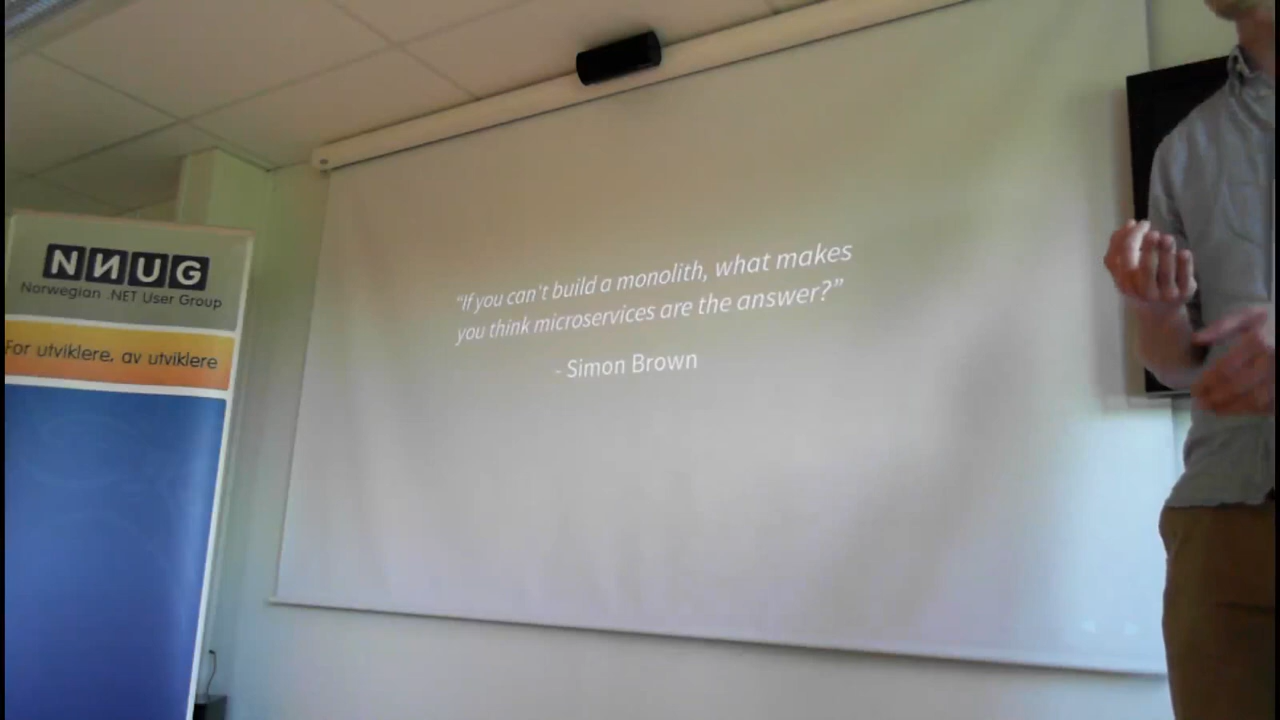 NИUG
Norwegian .NET User Group
For utviklere, av utviklere
“If you can't build a monolith, what makes
you think microservices are the answer?”
- Simon Brown